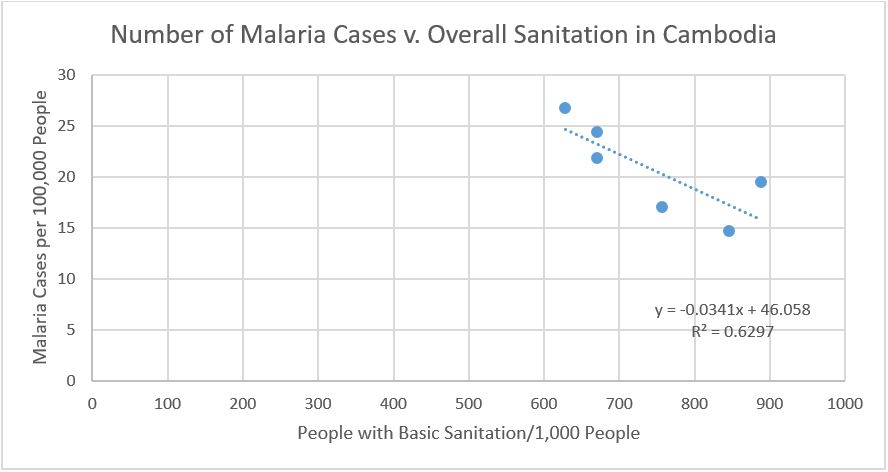 Number of Malaria Cases v. Overall Sanitation in Cambodia
Malaria Cases per 100,000 People
30
25
20
15
10
5
0
y = -0.0341x + 46.058
R² = 0.6297
0 100 200 300 400 500 600 700 800 900 1000
People with Basic Sanitation/1,000 People